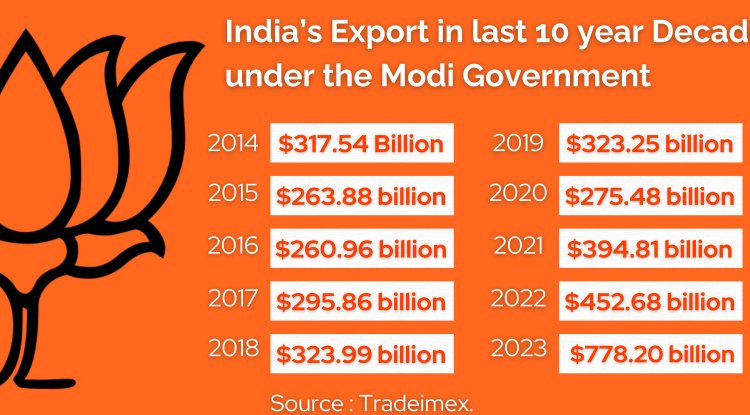 India's Export in last 10 year Decad
under the Modi Government
2014 $317.54 Billion
2015 $263.88 billion
2016 $260.96 billion
2017 $295.86 billion
2018 $323.99 billion
2019 $323.25 billion
2020 $275.48 billion
2021 $394.81 billion
2022 $452.68 billion
2023 $778.20 billion
Source : Tradeimex.